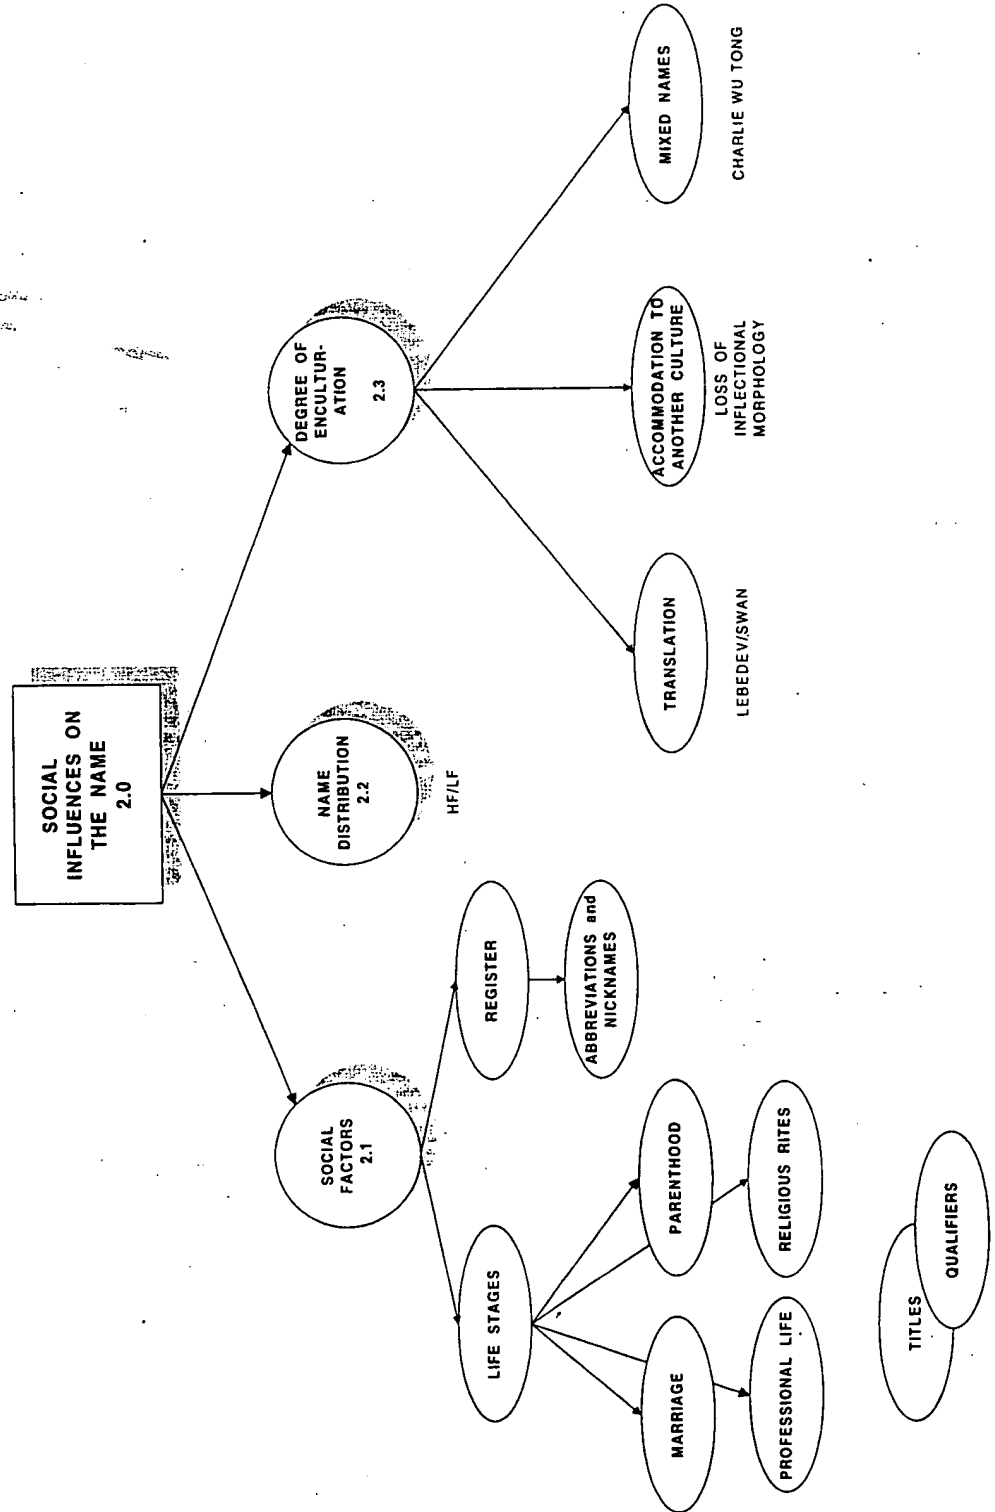 SOCIAL
INFLUENCES ON
THE NAME
2.0
SOCIAL
FACTORS
2.1
NAME
DISTRIBUTION
2.2
HF/LF
DEGREE OF
ENCULTUR-
ATION
2.3
LIFE STAGES
REGISTER
ABBREVIATIONS and
NICKNAMES
MARRIAGE
PARENTHOOD
PROFESSIONAL LIFE
RELIGIOUS RITES
TITLES
QUALIFIERS
TRANSLATION
LEBEDEV/SWAN
ACCOMMODATION TO
ANOTHER CULTURE
LOSS OF
INFLECTIONAL
MORPHOLOGY
MIXED NAMES
CHARLIE WU TONG